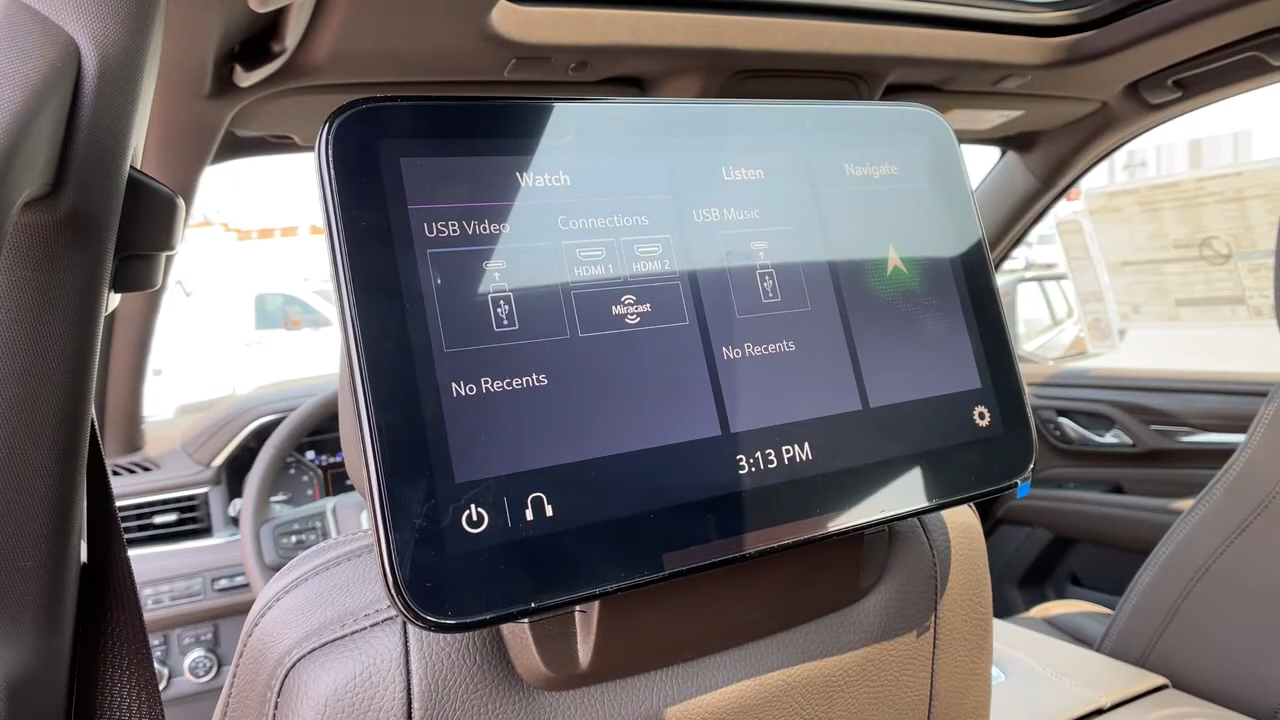 Watch
Listen
Navigate
USB Video
Connections
USB Music
HDMI 1
HDMI 2
Miracast
No Recents
No Recents
3:13 PM